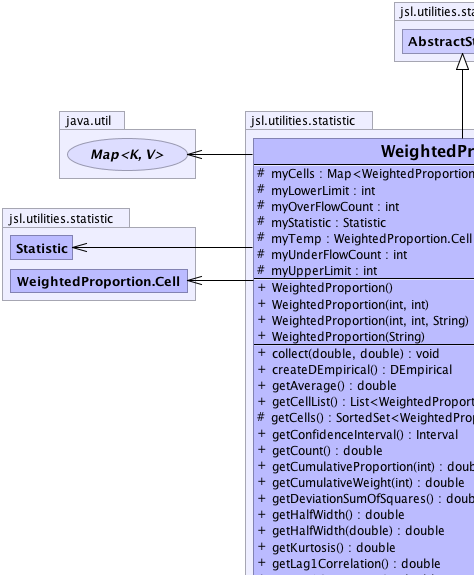 jsl.utilities.sta
AbstractSt
java.util
Map<K, V>
jsl.utilities.statistic
Statistic
WeightedProportion.Cell
jsl.utilities.statistic
WeightedPr
# myCells : Map<WeightedProportion
# myLowerLimit : int
# myOverFlowCount : int
# myStatistic : Statistic
# myTemp : WeightedProportion.Cell
# myUnderFlowCount : int
# myUpperLimit : int
+ WeightedProportion()
+ WeightedProportion(int, int)
+ WeightedProportion(int, int, String)
+ WeightedProportion(String)
+ collect(double, double) : void
+ createDEmpirical() : DEmpirical
+ getAverage() : double
+ getCellList() : List<WeightedProport
# getCells() : SortedSet<WeightedProp
+ getConfidenceInterval() : Interval
+ getCount() : double
+ getCumulativeProportion(int) : doub
+ getCumulativeWeight(int) : double
+ getDeviationSumOfSquares() : doub
+ getHalfWidth() : double
+ getHalfWidth(double) : double
+ getKurtosis() : double
+ getLag1Correlation() : double